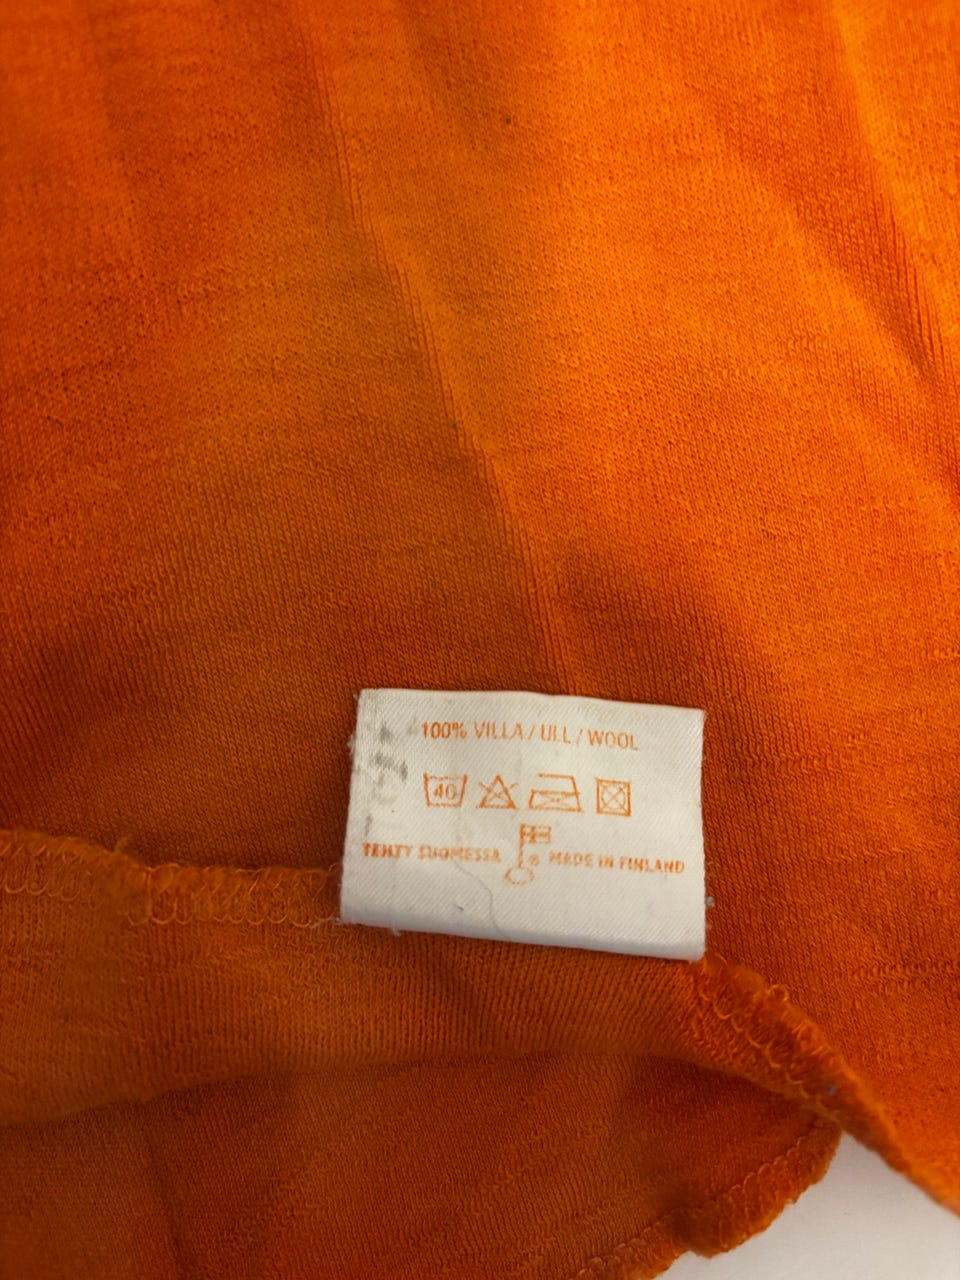 100% VILLA / ULL / WOOL
40
TEHTY SUOMESSA ® MADE IN FINLAND